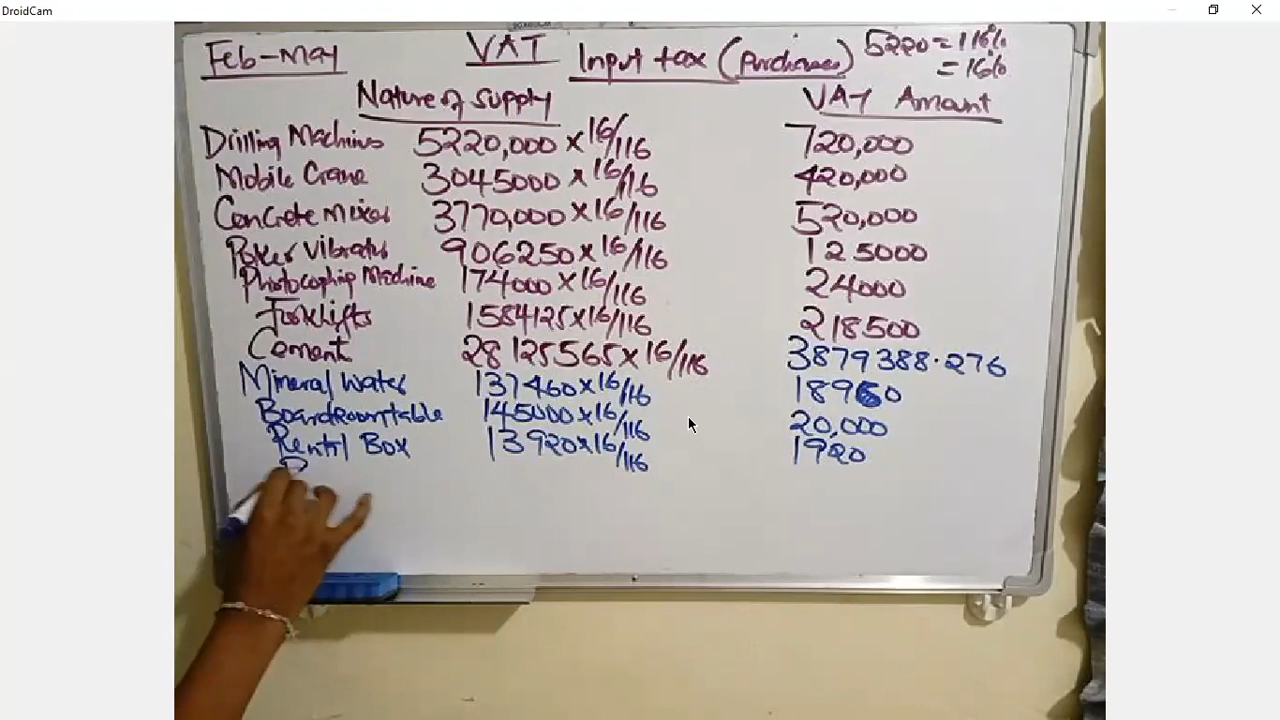 DroidCam
Feb-May VAT Input tax (Purchases) 5220 = 116%
= 16%
Nature of Supply VAT Amount
Drilling Machines 5220,000 × 16/116 720,000
Mobile Crane 3045000 × 16/116 420,000
Concrete Mixer 3770,000 × 16/116 520,000
Poker Vibrator 906250 × 16/116 125000
Photocophig Machine 174000 × 16/116 24000
Forklifts 1584125 × 16/116 218500
Cement 28125565 × 16/116 3879388.276
Mineral Water 137460 × 16/116 18960
Boardroom table 145000 × 16/116 20,000
Rentrl Box 13920 × 16/116 1920